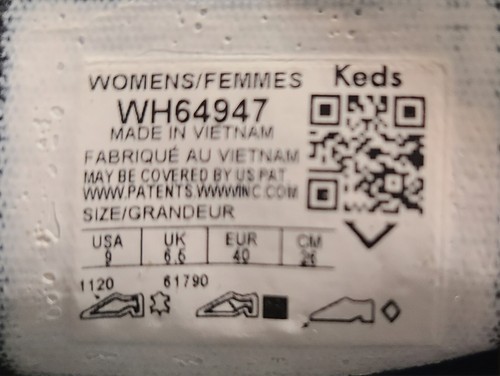 WOMENS/FEMMES Keds
WH64947
MADE IN VIETNAM
FABRIQUÉ AU VIETNAM
MAY BE COVERED BY US PAT
WWW.PATENTS.WWWINC.COM
SIZE/GRANDEUR
USA UK EUR CM
9 6.5 40 26
1120 61790